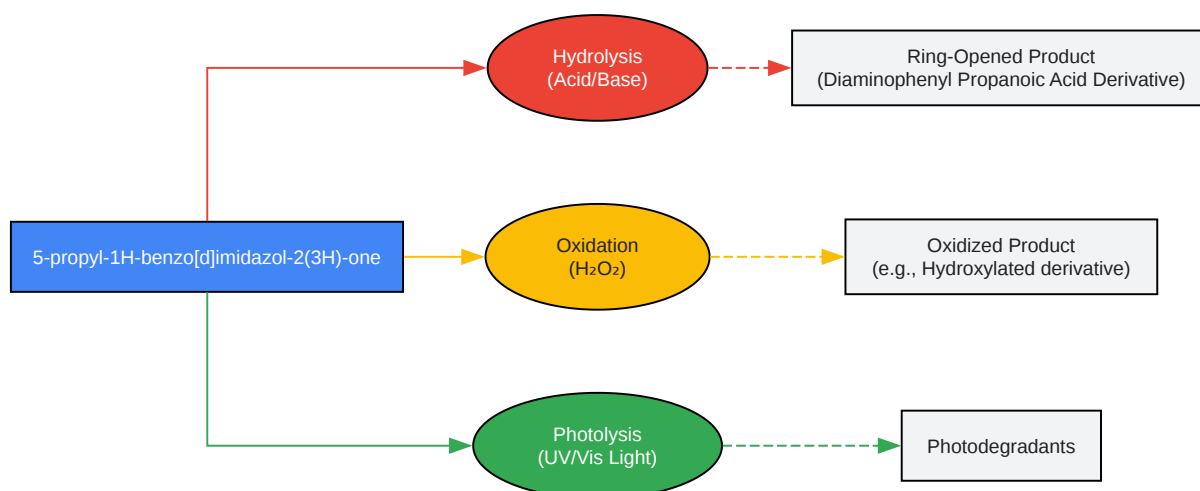 Hydrolysis
(Acid/Base)
Ring-Opened Product
(Diaminophenyl Propanoic Acid Derivative)
5-propyl-1H-benzo[d]imidazol-2(3H)-one
Oxidation
(H₂O₂)
Oxidized Product
(e.g., Hydroxylated derivative)
Photolysis
(UV/Vis Light)
Photodegradants